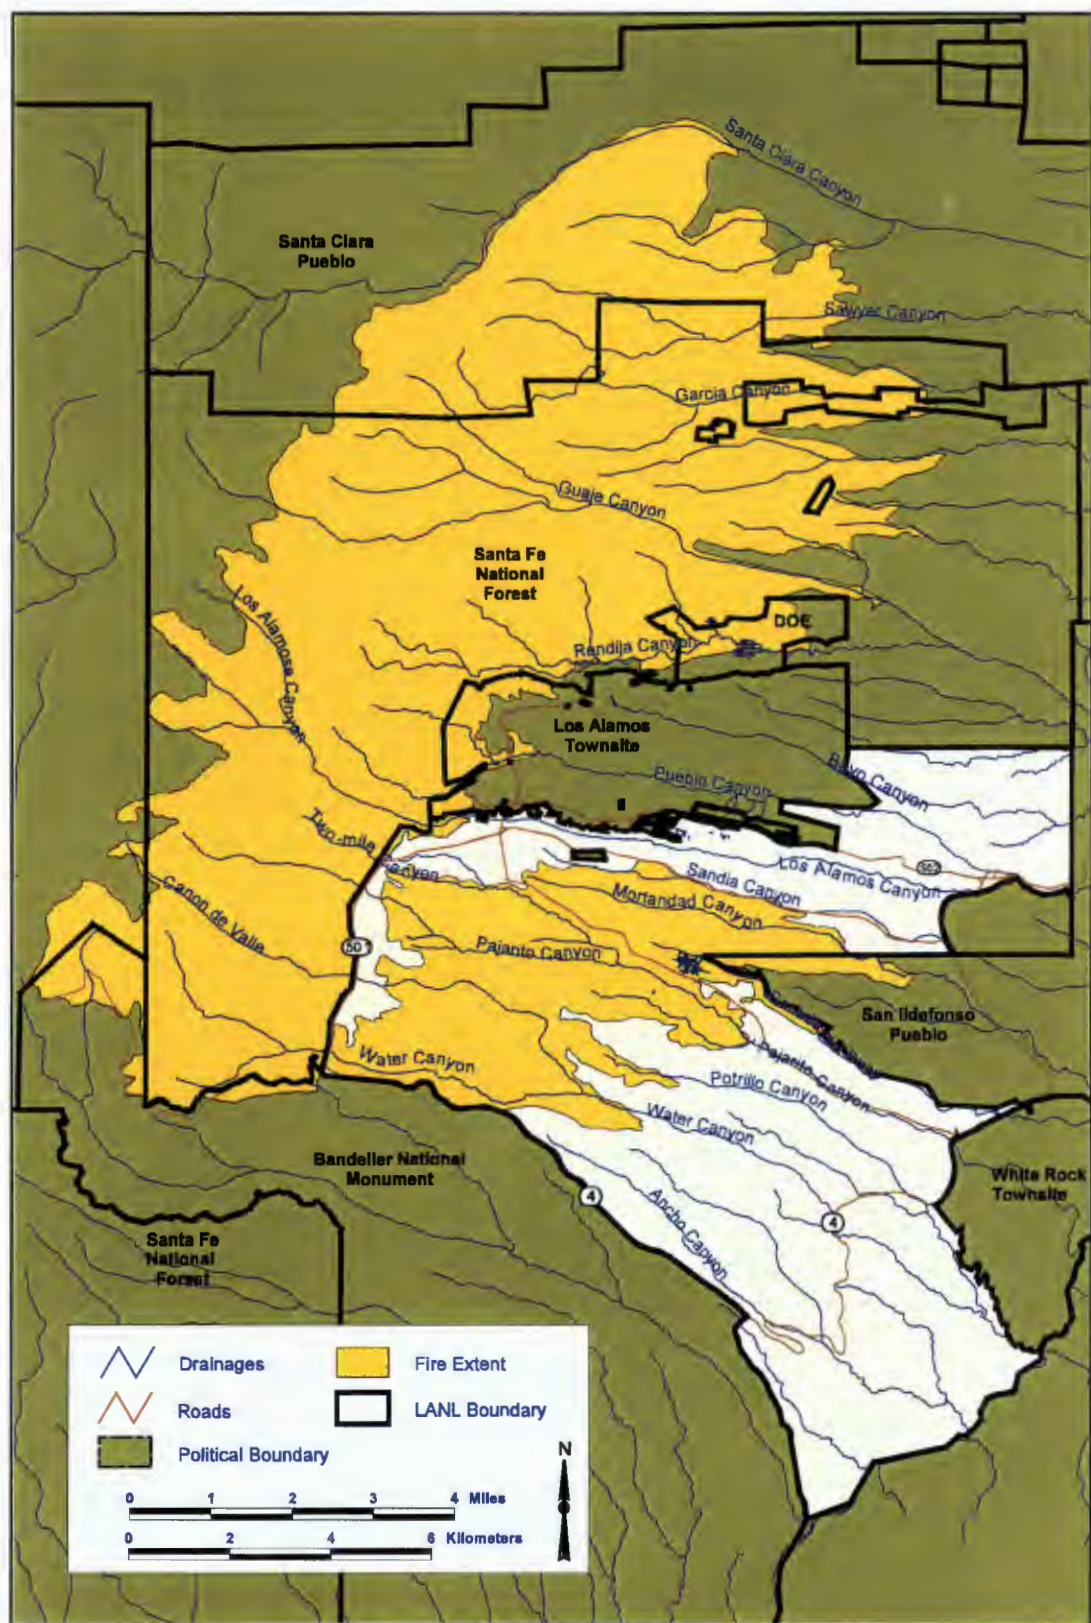 Santa Clara Canyon
Santa Clara
Pueblo
Sawyer Canyon
Garcia Canyon
Guaje Canyon
Santa Fe
National
Forest
Los Alamos Canyon
DOE
Rendija Canyon
Los Alamos
Townsite
Bayo Canyon
Pueblo Canyon
Two-mile Canyon
Los Alamos Canyon
502
Sandia Canyon
Mortandad Canyon
Canon de Valle
501
Pajarito Canyon
San Ildefonso
Pueblo
Pajarito Canyon
Water Canyon
Potrillo Canyon
Water Canyon
Bandelier National
Monument
White Rock
Townsite
4
Ancho Canyon
4
Santa Fe
National
Forest
Drainages
Fire Extent
Roads
LANL Boundary
Political Boundary
N
0 1 2 3 4 Miles
0 2 4 6 Kilometers